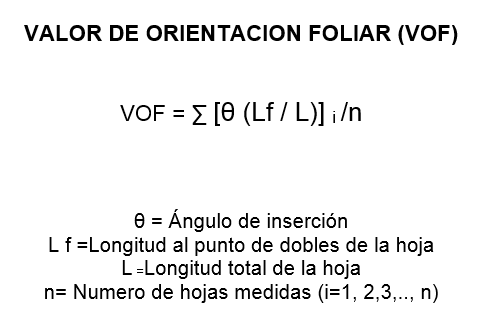 VALOR DE ORIENTACION FOLIAR (VOF)
VOF = ∑ [θ (Lf / L)] i /n
θ = Ángulo de inserción
L f =Longitud al punto de dobles de la hoja
L =Longitud total de la hoja
n= Numero de hojas medidas (i=1, 2,3,.., n)